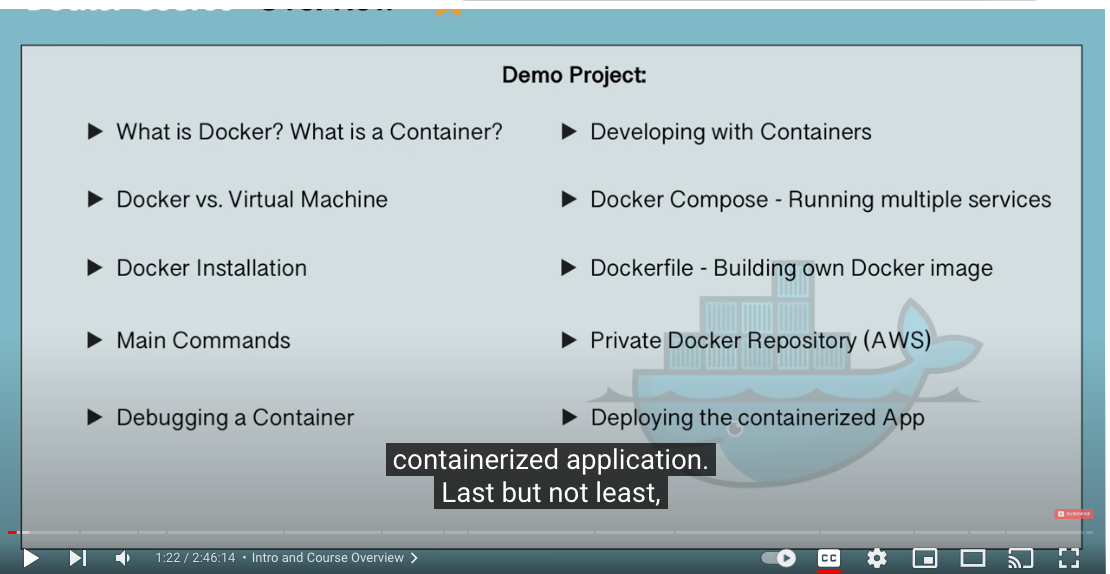 Demo Project:
What is Docker? What is a Container?
Docker vs. Virtual Machine
Docker Installation
Main Commands
Debugging a Container
Developing with Containers
Docker Compose - Running multiple services
Dockerfile - Building own Docker image
Private Docker Repository (AWS)
Deploying the containerized App
containerized application.
Last but not least,
SUBSCRIBE
1:22 / 2:46:14 • Intro and Course Overview
CC